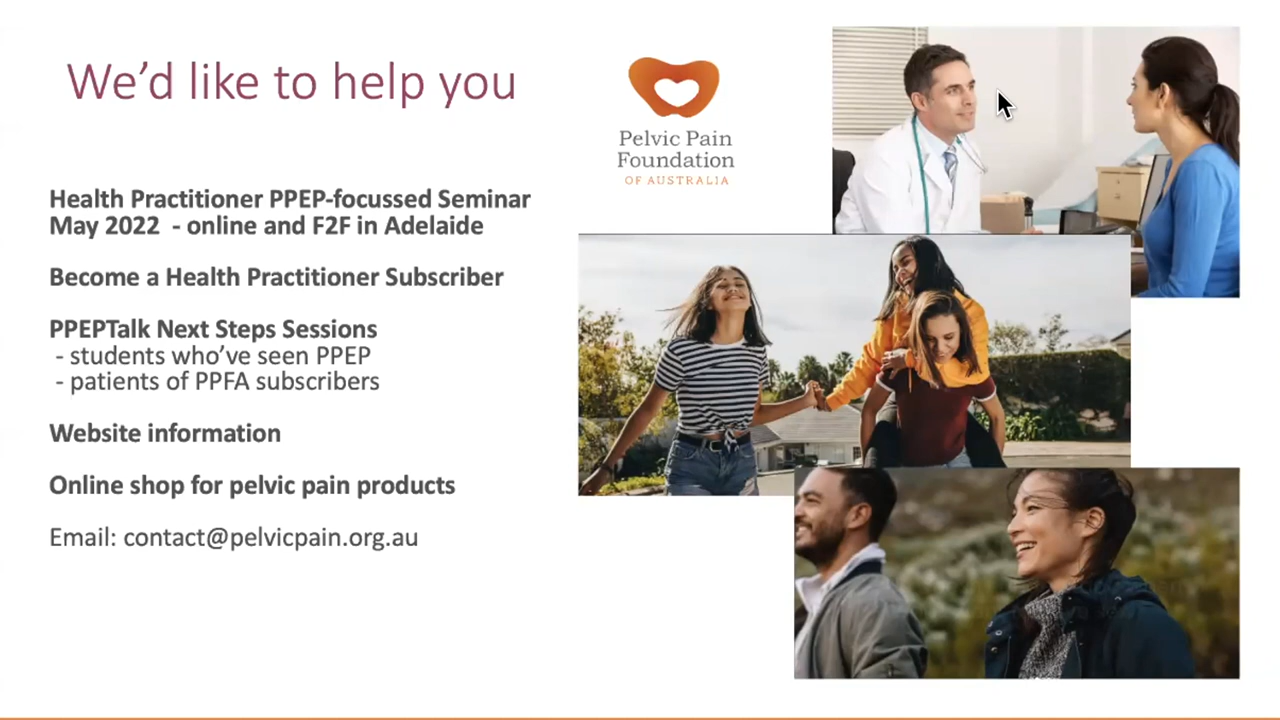 We'd like to help you
Pelvic Pain
Foundation
OF AUSTRALIA
Health Practitioner PPEP-focussed Seminar
May 2022 - online and F2F in Adelaide
Become a Health Practitioner Subscriber
PPEPTalk Next Steps Sessions
- students who've seen PPEP
- patients of PPFA subscribers
Website information
Online shop for pelvic pain products
Email: contact@pelvicpain.org.au